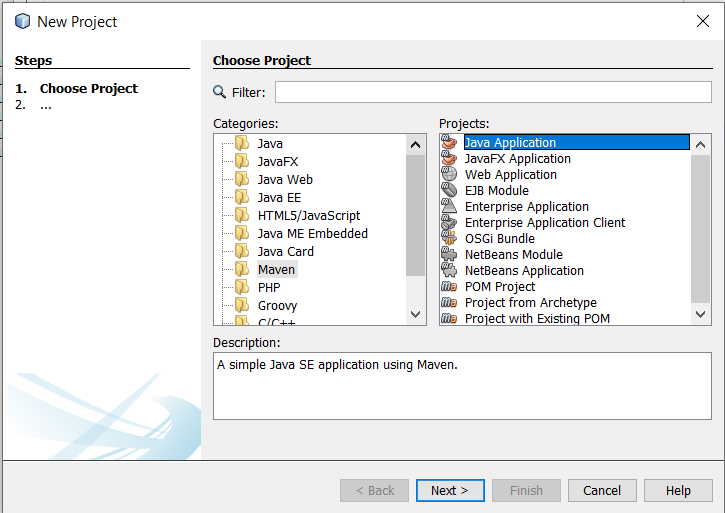 New Project
Steps
1. Choose Project
2. ...
Choose Project
Filter:
Categories:
Java
JavaFX
Java Web
Java EE
HTML5/JavaScript
Java ME Embedded
Java Card
Maven
PHP
Groovy
C/C++
Projects:
Java Application
JavaFX Application
Web Application
EJB Module
Enterprise Application
Enterprise Application Client
OSGi Bundle
NetBeans Module
NetBeans Application
POM Project
Project from Archetype
Project with Existing POM
Description:
A simple Java SE application using Maven.
< Back
Next >
Finish
Cancel
Help